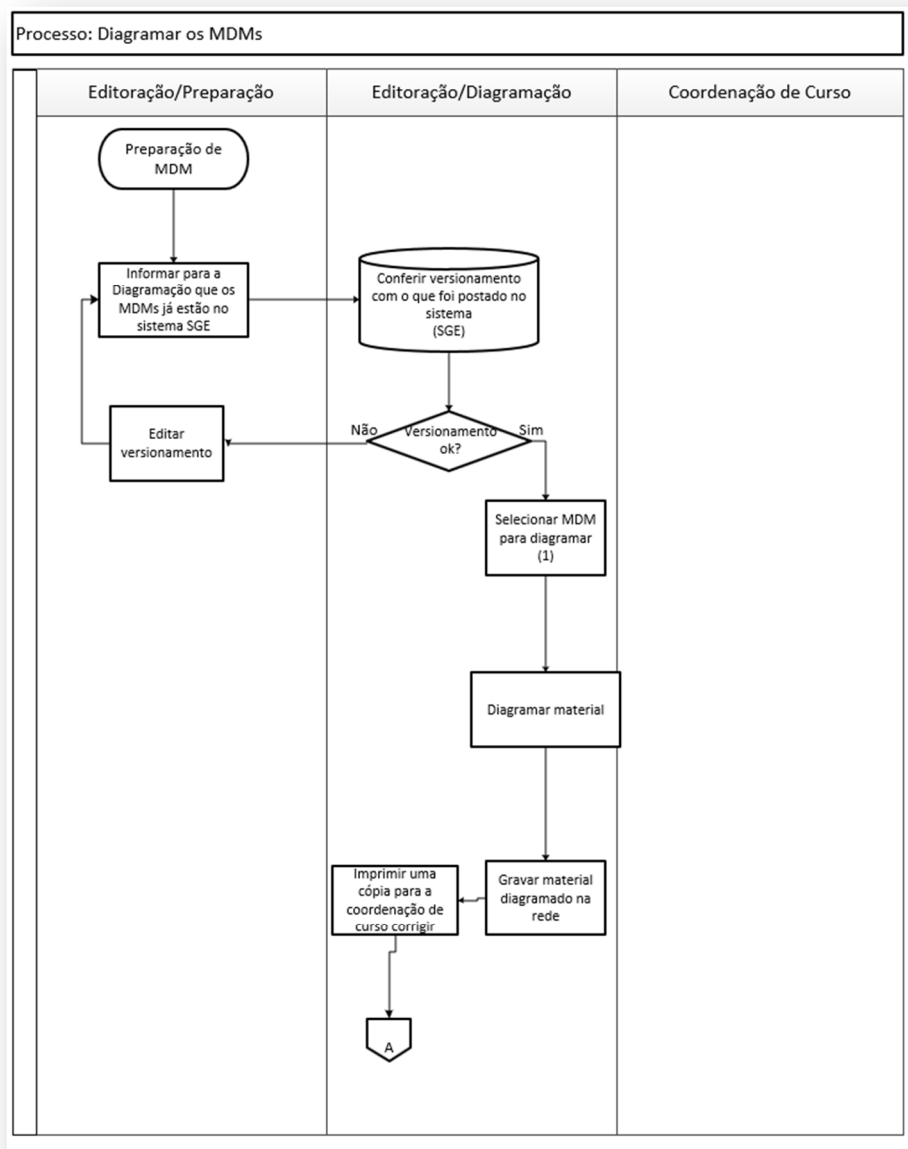 Processo: Diagramar os MDMs
Editoração/Preparação
Editoração/Diagramação
Coordenação de Curso
Preparação de
MDM
Informar para a
Diagramação que os
MDMs já estão no
sistema SGE
Conferir versionamento
com o que foi postado no
sistema
(SGE)
Editar
versionamento
Não
Versionamento
ok?
Sim
Selecionar MDM
para diagramar
(1)
Diagramar material
Imprimir uma
cópia para a
coordenação de
curso corrigir
Gravar material
diagramado na
rede
A